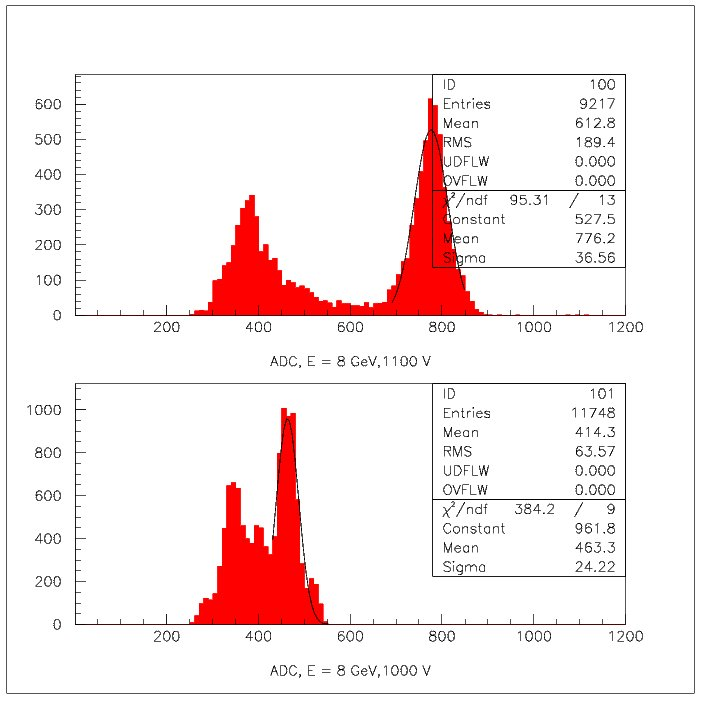 ID 100
Entries 9217
Mean 612.8
RMS 189.4
UDFLW 0.000
OVFLW 0.000
χ²/ndf 95.31 / 13
Constant 527.5
Mean 776.2
Sigma 36.56
600
500
400
300
200
100
0
200 400 600 800 1000 1200
ADC, E = 8 GeV,1100 V
ID 101
Entries 11748
Mean 414.3
RMS 63.57
UDFLW 0.000
OVFLW 0.000
χ²/ndf 384.2 / 9
Constant 961.8
Mean 463.3
Sigma 24.22
1000
800
600
400
200
0
200 400 600 800 1000 1200
ADC, E = 8 GeV,1000 V